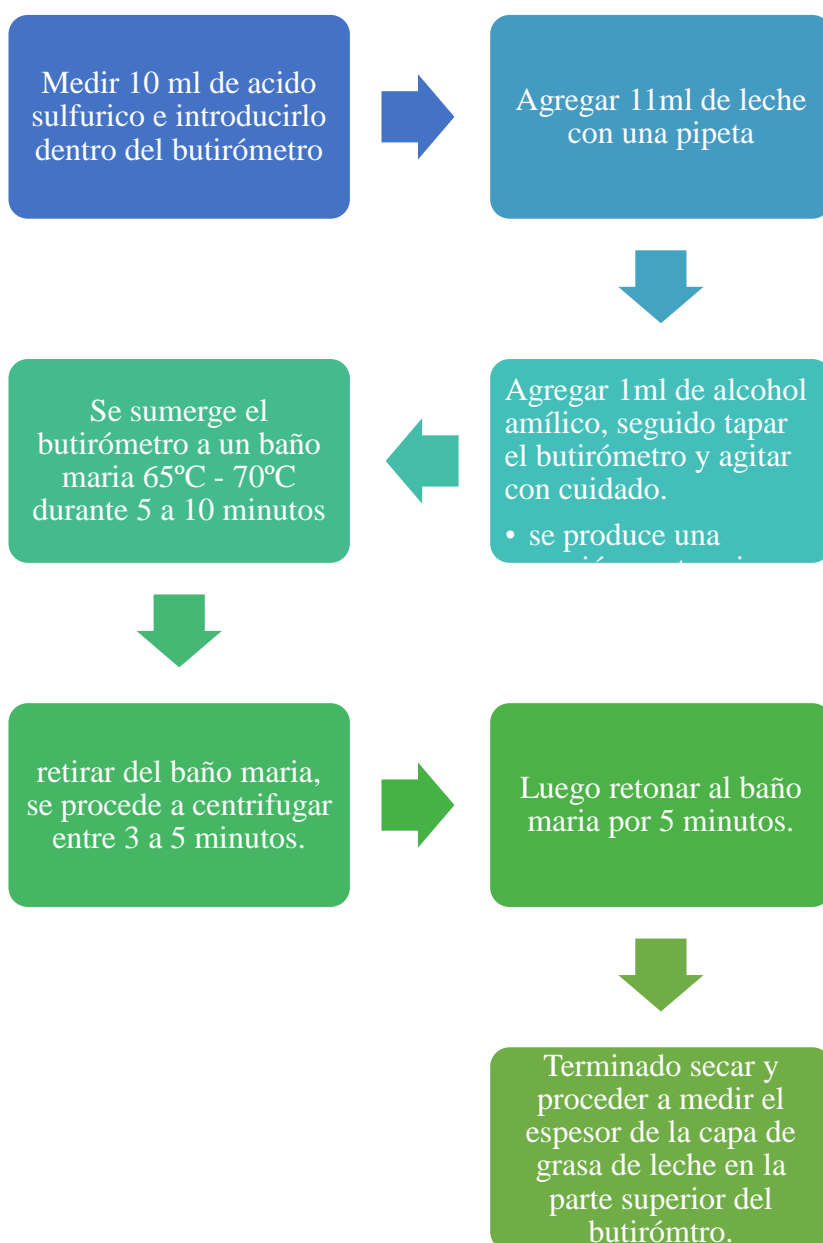 Medir 10 ml de acido
sulfurico e introducirlo
dentro del butirómetro
Agregar 11ml de leche
con una pipeta
Agregar 1ml de alcohol
amílico, seguido tapar
el butirómetro y agitar
con cuidado.
• se produce una
Se sumerge el
butirómetro a un baño
maria 65ºC - 70ºC
durante 5 a 10 minutos
retirar del baño maria,
se procede a centrifugar
entre 3 a 5 minutos.
Luego retonar al baño
maria por 5 minutos.
Terminado secar y
proceder a medir el
espesor de la capa de
grasa de leche en la
parte superior del
butirómtro.